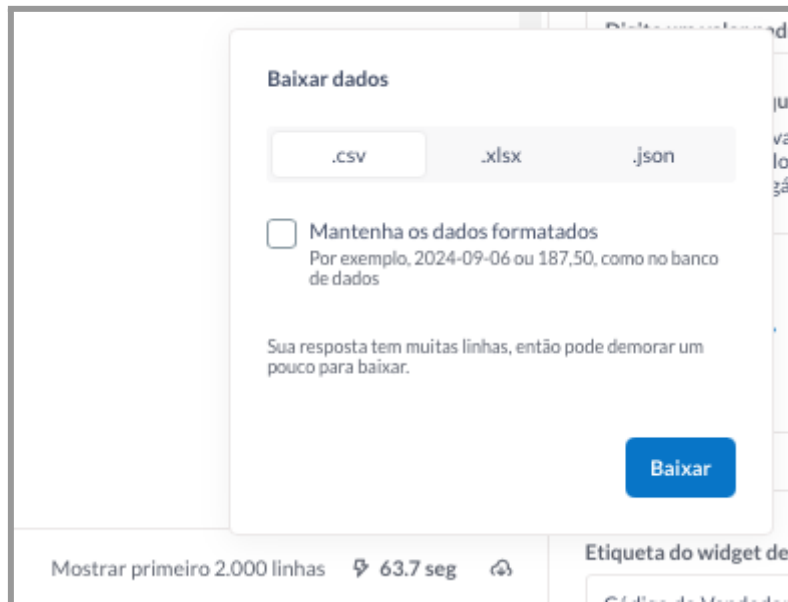 Baixar dados
.csv
.xlsx
.json
Mantenha os dados formatados
Por exemplo, 2024-09-06 ou 187,50, como no banco
de dados
Sua resposta tem muitas linhas, então pode demorar um
pouco para baixar.
Baixar
Mostrar primeiro 2.000 linhas
63.7 seg
Etiqueta do widget de